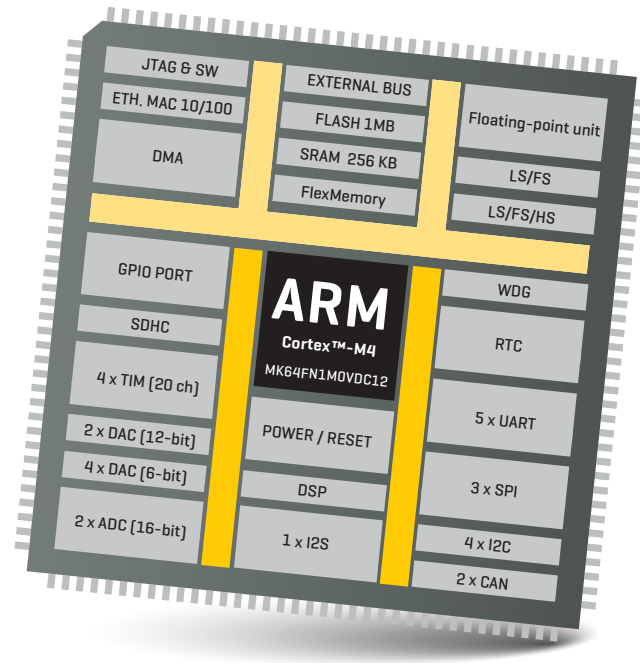 JTAG & SW
ETH. MAC 10/100
DMA
EXTERNAL BUS
FLASH 1MB
SRAM 256 KB
FlexMemory
Floating-point unit
LS/FS
LS/FS/HS
GPIO PORT
SDHC
4 x TIM (20 ch)
2 x DAC (12-bit)
4 x DAC (6-bit)
2 x ADC (16-bit)
ARM
Cortex™-M4
MK64FN1M0VDC12
POWER / RESET
DSP
1 x I2S
WDG
RTC
5 x UART
3 x SPI
4 x I2C
2 x CAN